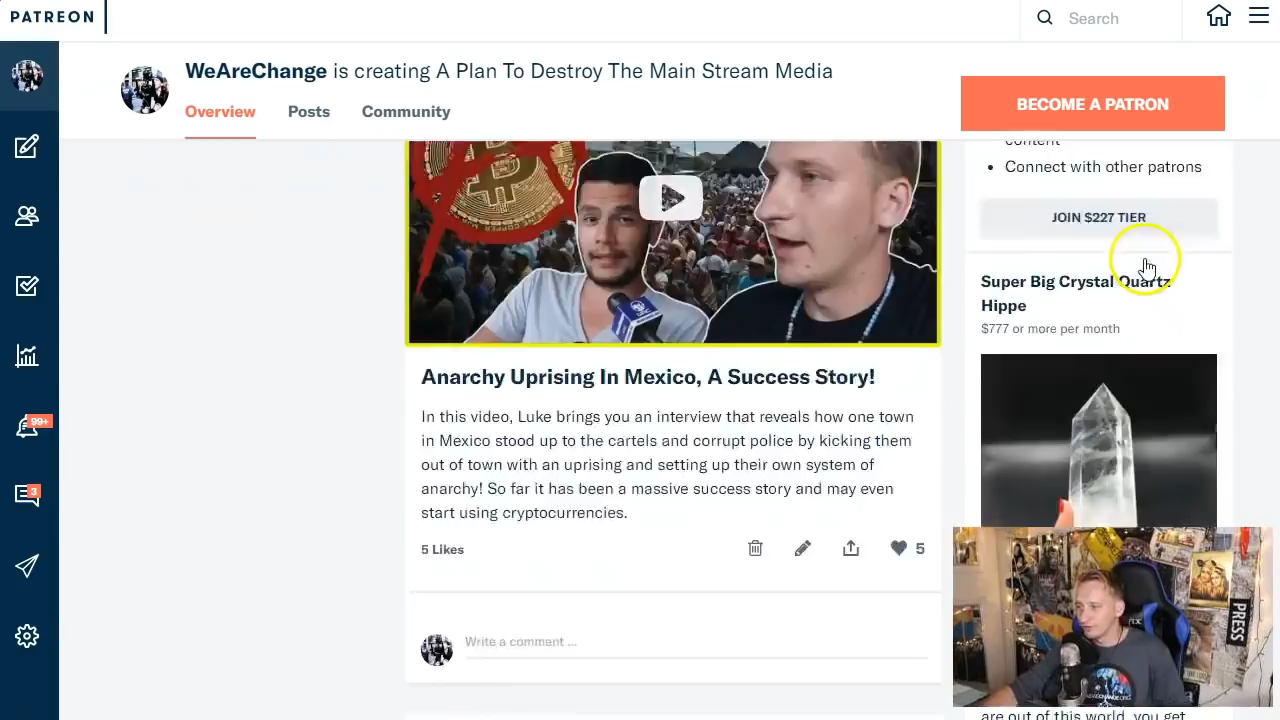 PATREON
Search
WeAreChange is creating A Plan To Destroy The Main Stream Media
Overview
Posts
Community
BECOME A PATRON
content
Connect with other patrons
JOIN $227 TIER
Super Big Crystal Quartz
Hippe
$777 or more per month
Anarchy Uprising In Mexico, A Success Story!
In this video, Luke brings you an interview that reveals how one town
in Mexico stood up to the cartels and corrupt police by kicking them
out of town with an uprising and setting up their own system of
anarchy! So far it has been a massive success story and may even
start using cryptocurrencies.
5 Likes
5
Write a comment ...
99+
3
PRESS
are out of this world, you get